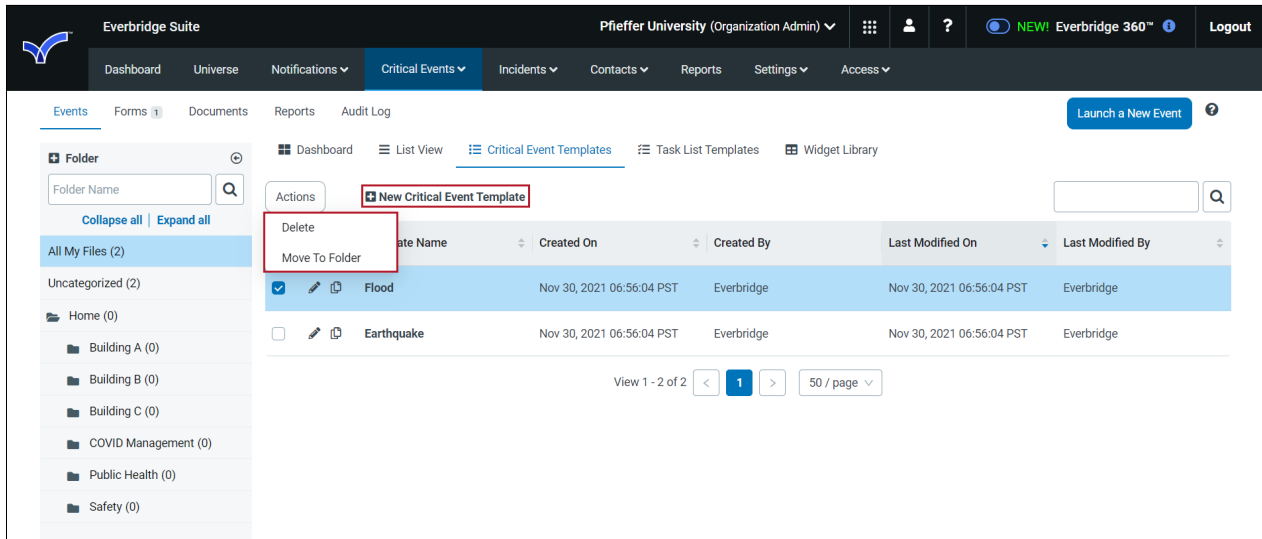 Everbridge Suite
Pfieffer University (Organization Admin)
?
NEW! Everbridge 360™
Logout
Dashboard Universe Notifications Critical Events Incidents Contacts Reports Settings Access
Events Forms 1 Documents Reports Audit Log
Launch a New Event
Folder
Folder Name
Collapse all | Expand all
All My Files (2)
Uncategorized (2)
Home (0)
Building A (0)
Building B (0)
Building C (0)
COVID Management (0)
Public Health (0)
Safety (0)
Dashboard List View Critical Event Templates Task List Templates Widget Library
Actions New Critical Event Template
Delete
Move To Folder
ate Name Created On Created By Last Modified On Last Modified By
Flood Nov 30, 2021 06:56:04 PST Everbridge Nov 30, 2021 06:56:04 PST Everbridge
Earthquake Nov 30, 2021 06:56:04 PST Everbridge Nov 30, 2021 06:56:04 PST Everbridge
View 1 - 2 of 2 < 1 > 50 / page